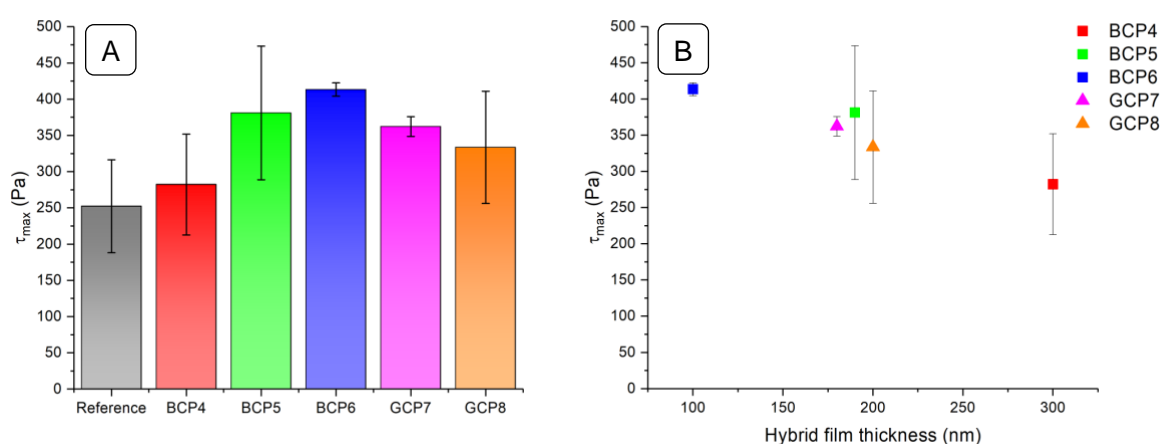 A
500
450
400
350
300
250
200
150
100
50
0
τmax (Pa)
Reference BCP4 BCP5 BCP6 GCP7 GCP8
B
500
450
400
350
300
250
200
150
100
50
0
τmax (Pa)
100 150 200 250 300
Hybrid film thickness (nm)
BCP4
BCP5
BCP6
GCP7
GCP8